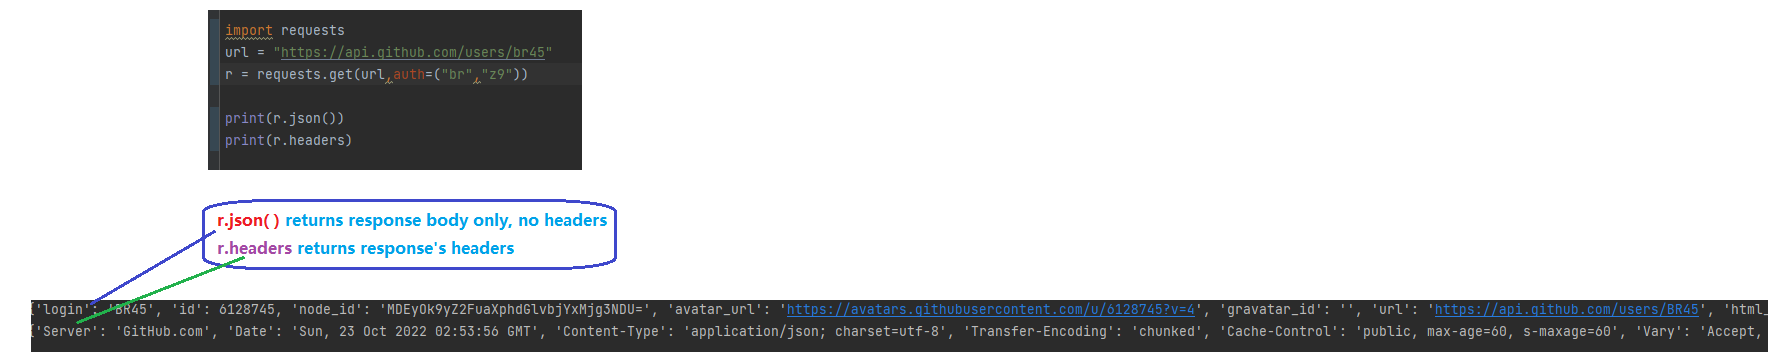 import requests
url = "https://api.github.com/users/br45"
r = requests.get(url,auth=("br","z9"))
print(r.json())
print(r.headers)
r.json( ) returns response body only, no headers
r.headers returns response's headers
{'login': 'BR45', 'id': 6128745, 'node_id': 'MDEyOk9yZ2FuaXphdGlvbjYxMjg3NDU=', 'avatar_url': 'https://avatars.githubusercontent.com/u/6128745?v=4', 'gravatar_id': '', 'url': 'https://api.github.com/users/BR45', 'html_
{'Server': 'GitHub.com', 'Date': 'Sun, 23 Oct 2022 02:53:56 GMT', 'Content-Type': 'application/json; charset=utf-8', 'Transfer-Encoding': 'chunked', 'Cache-Control': 'public, max-age=60, s-maxage=60', 'Vary': 'Accept,